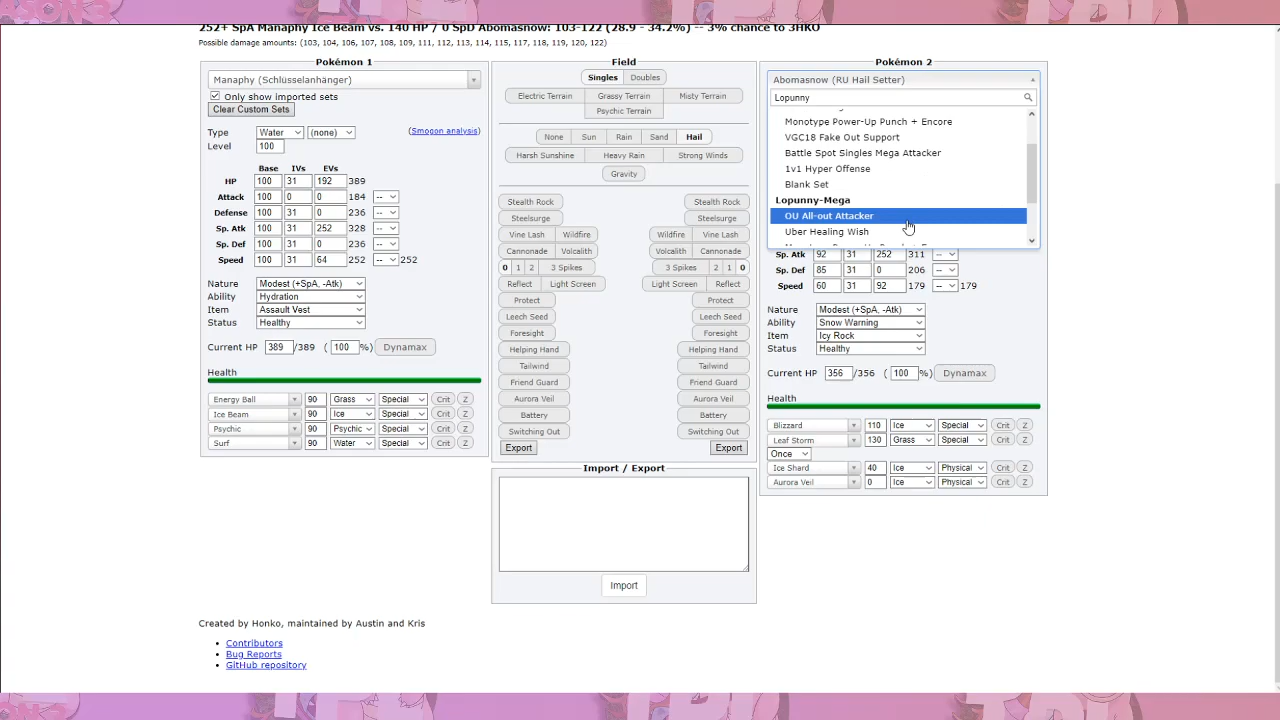 252+ SpA Manaphy Ice Beam vs. 140 HP / 0 SpD Abomasnow: 103-122 (28.9 - 34.2%) -- 3% chance to 3HKO
Possible damage amounts: (103, 104, 106, 107, 108, 109, 111, 112, 113, 114, 115, 117, 118, 119, 120, 122)
Pokémon 1
Manaphy (Schlüsselanhänger)
Only show imported sets
Clear Custom Sets
Type Water (none) (Smogon analysis)
Level 100
Base IVs EVs
HP 100 31 192 389
Attack 100 0 0 184 --
Defense 100 31 0 236 --
Sp. Atk 100 31 252 328 --
Sp. Def 100 31 0 236 --
Speed 100 31 64 252 -- 252
Nature Modest (+SpA, -Atk)
Ability Hydration
Item Assault Vest
Status Healthy
Current HP 389 /389 ( 100 %) Dynamax
Health
Energy Ball 90 Grass Special Crit Z
Ice Beam 90 Ice Special Crit Z
Psychic 90 Psychic Special Crit Z
Surf 90 Water Special Crit Z
Field
Singles Doubles
Electric Terrain Grassy Terrain Misty Terrain
Psychic Terrain
None Sun Rain Sand Hail
Harsh Sunshine Heavy Rain Strong Winds
Gravity
Stealth Rock Stealth Rock
Steelsurge Steelsurge
Vine Lash Wildfire Wildfire Vine Lash
Cannonade Volcalith Volcalith Cannonade
0 1 2 3 Spikes 3 Spikes 2 1 0
Reflect Light Screen Light Screen Reflect
Protect Protect
Leech Seed Leech Seed
Foresight Foresight
Helping Hand Helping Hand
Tailwind Tailwind
Friend Guard Friend Guard
Aurora Veil Aurora Veil
Battery Battery
Switching Out Switching Out
Export Export
Import / Export
Import
Pokémon 2
Abomasnow (RU Hail Setter)
Lopunny
Monotype Power-Up Punch + Encore
VGC18 Fake Out Support
Battle Spot Singles Mega Attacker
1v1 Hyper Offense
Blank Set
Lopunny-Mega
OU All-out Attacker
Uber Healing Wish
Sp. Atk 92 31 252 311 --
Sp. Def 85 31 0 206 --
Speed 60 31 92 179 -- 179
Nature Modest (+SpA, -Atk)
Ability Snow Warning
Item Icy Rock
Status Healthy
Current HP 356 /356 ( 100 %) Dynamax
Health
Blizzard 110 Ice Special Crit Z
Leaf Storm 130 Grass Special Crit Z
Once
Ice Shard 40 Ice Physical Crit Z
Aurora Veil 0 Ice Physical Crit Z
Created by Honko, maintained by Austin and Kris
Contributors
Bug Reports
GitHub repository